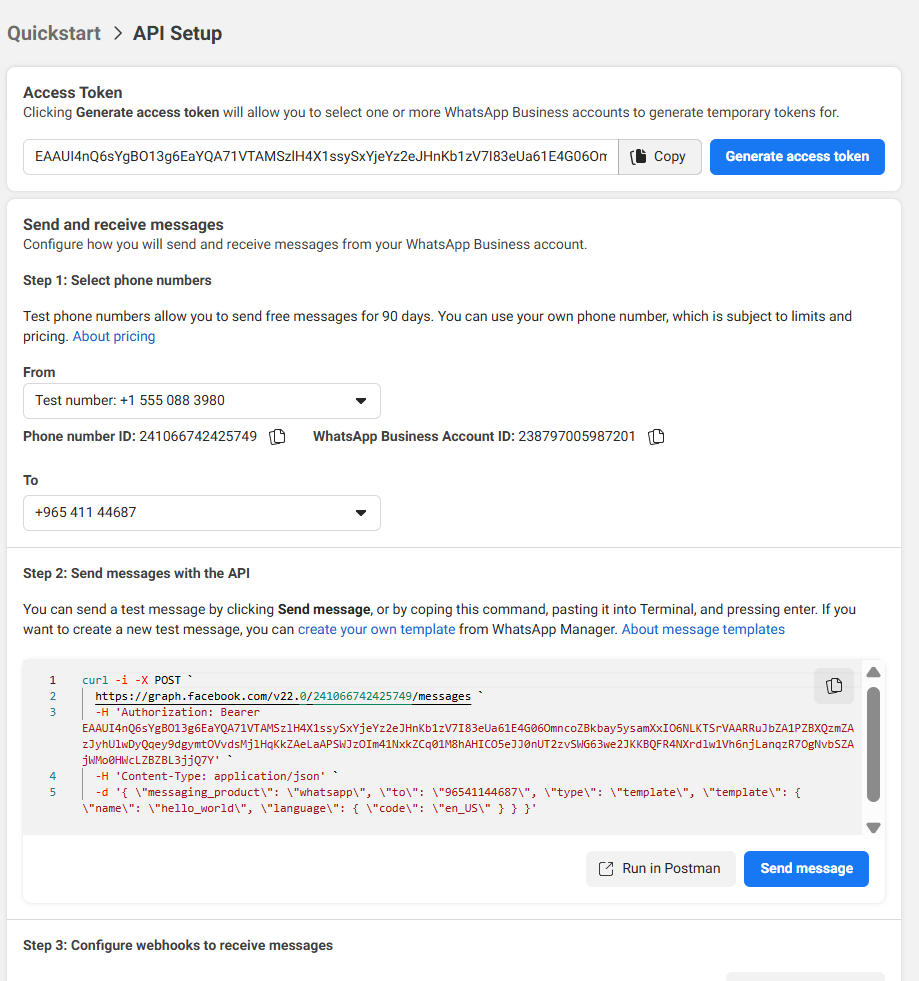 Quickstart > API Setup
Access Token
Clicking Generate access token will allow you to select one or more WhatsApp Business accounts to generate temporary tokens for.
Copy
Generate access token
Send and receive messages
Configure how you will send and receive messages from your WhatsApp Business account.
Step 1: Select phone numbers
Test phone numbers allow you to send free messages for 90 days. You can use your own phone number, which is subject to limits and
pricing. About pricing
From
Test number: +1 555 088 3980
Phone number ID: 241066742425749 WhatsApp Business Account ID: 238797005987201
To
+965 411 44687
Step 2: Send messages with the API
You can send a test message by clicking Send message, or by coping this command, pasting it into Terminal, and pressing enter. If you
want to create a new test message, you can create your own template from WhatsApp Manager. About message templates
1 curl -i -X POST `
2 https://graph.facebook.com/v22.0/241066742425749/messages `
3 -H 'Authorization: Bearer
' `
4 -H 'Content-Type: application/json' `
5 -d '{ \"messaging_product\": \"whatsapp\", \"to\": \"96541144687\", \"type\": \"template\", \"template\": {
\"name\": \"hello_world\", \"language\": { \"code\": \"en_US\" } } }'
Run in Postman
Send message
Step 3: Configure webhooks to receive messages